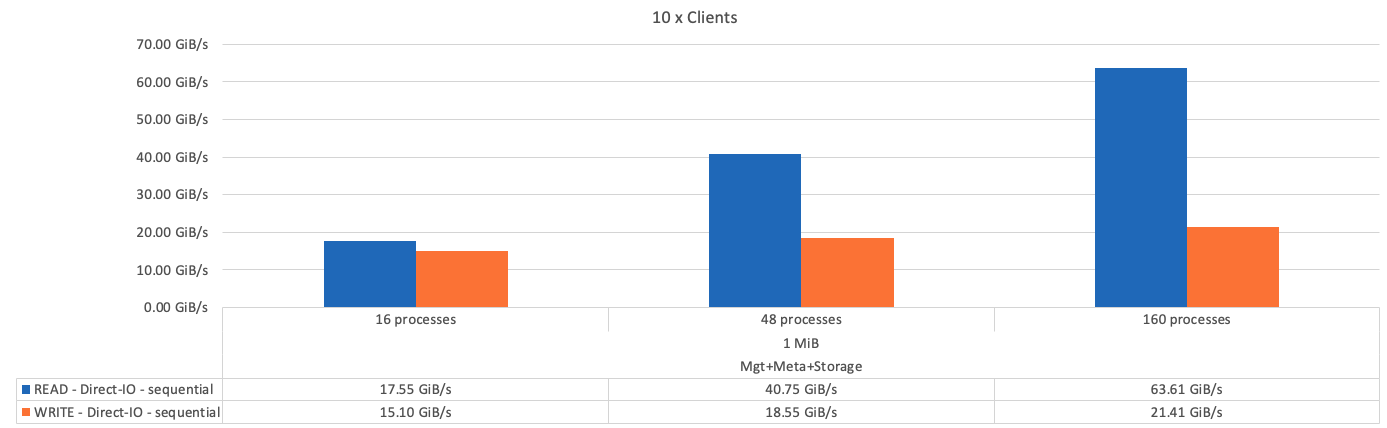 10 x Clients
70.00 GiB/s
60.00 GiB/s
50.00 GiB/s
40.00 GiB/s
30.00 GiB/s
20.00 GiB/s
10.00 GiB/s
0.00 GiB/s
16 processes 48 processes 160 processes
1 MiB
Mgt+Meta+Storage
READ - Direct-IO - sequential 17.55 GiB/s 40.75 GiB/s 63.61 GiB/s
WRITE - Direct-IO - sequential 15.10 GiB/s 18.55 GiB/s 21.41 GiB/s